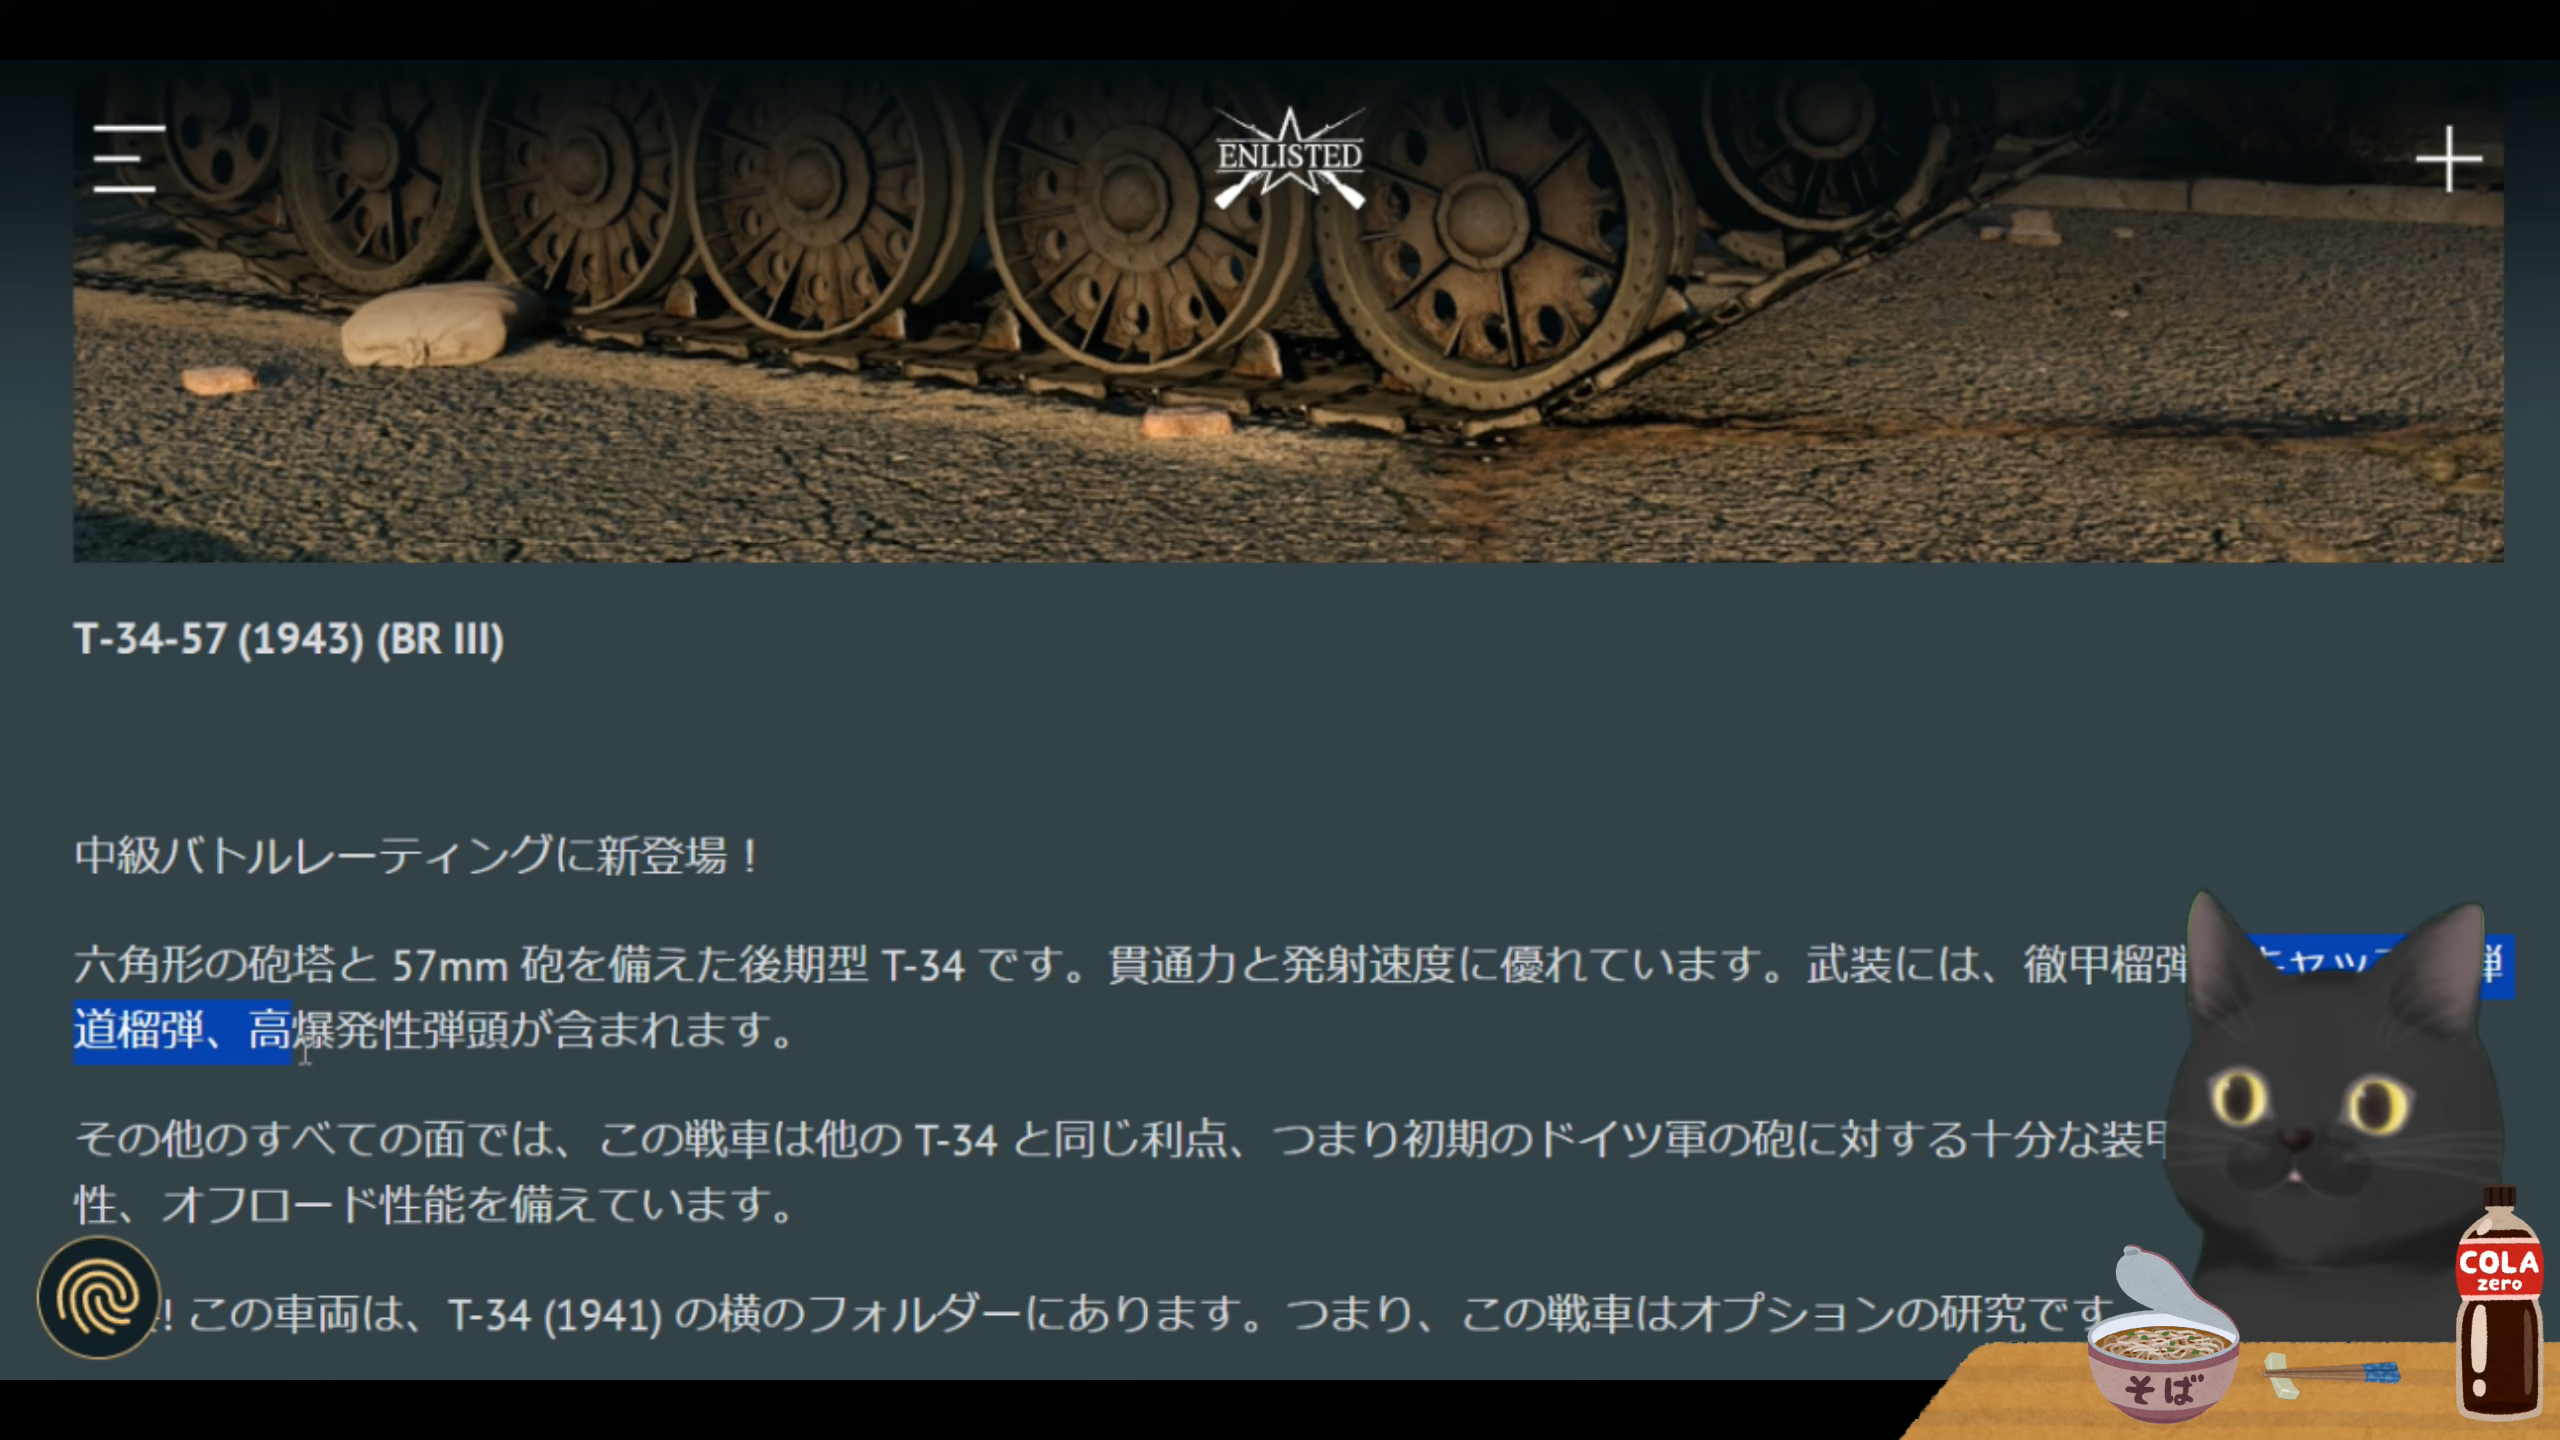 ENLISTED
T-34-57 (1943) (BR III)
中級バトルレーティングに新登場！
六角形の砲塔と 57mm 砲を備えた後期型 T-34 です。貫通力と発射速度に優れています。武装には、徹甲榴弾 弾
道榴弾、高爆発性弾頭が含まれます。
その他のすべての面では、この戦車は他の T-34 と同じ利点、つまり初期のドイツ軍の砲に対する十分な装甲
性、オフロード性能を備えています。
! この車両は、T-34 (1941) の横のフォルダーにあります。つまり、この戦車はオプションの研究です
COLA
zero
そば